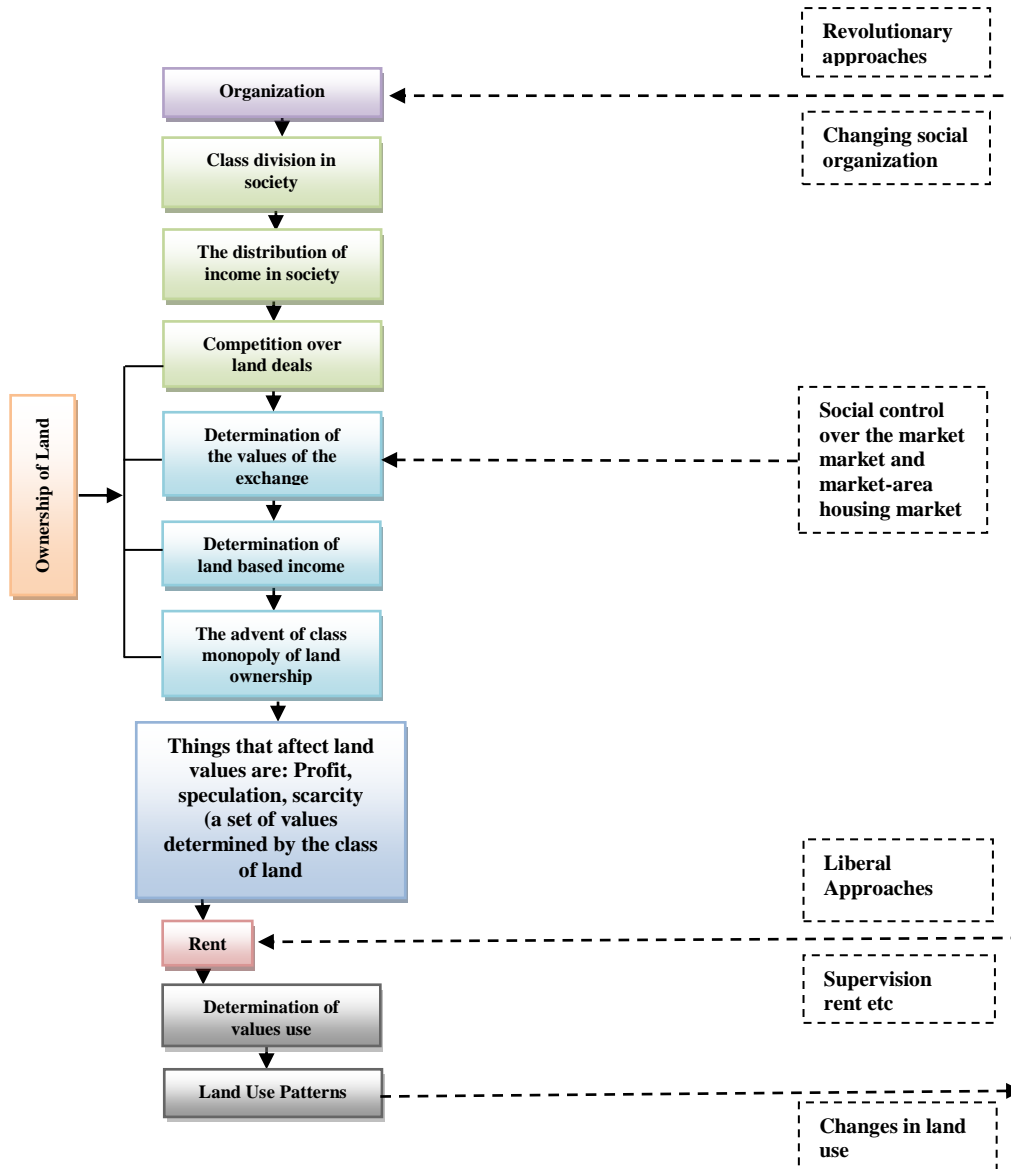 Revolutionary
approaches
Organization
Changing social
organization
Class division in
society
The distribution of
income in society
Competition over
land deals
Ownership of Land
Determination of
the values of the
exchange
Social control
over the market
market and
market-area
housing market
Determination of
land based income
The advent of class
monopoly of land
ownership
Things that aftect land
values are: Profit,
speculation, scarcity
(a set of values
determined by the class
of land
Liberal
Approaches
Rent
Supervision
rent etc
Determination of
values use
Land Use Patterns
Changes in land
use